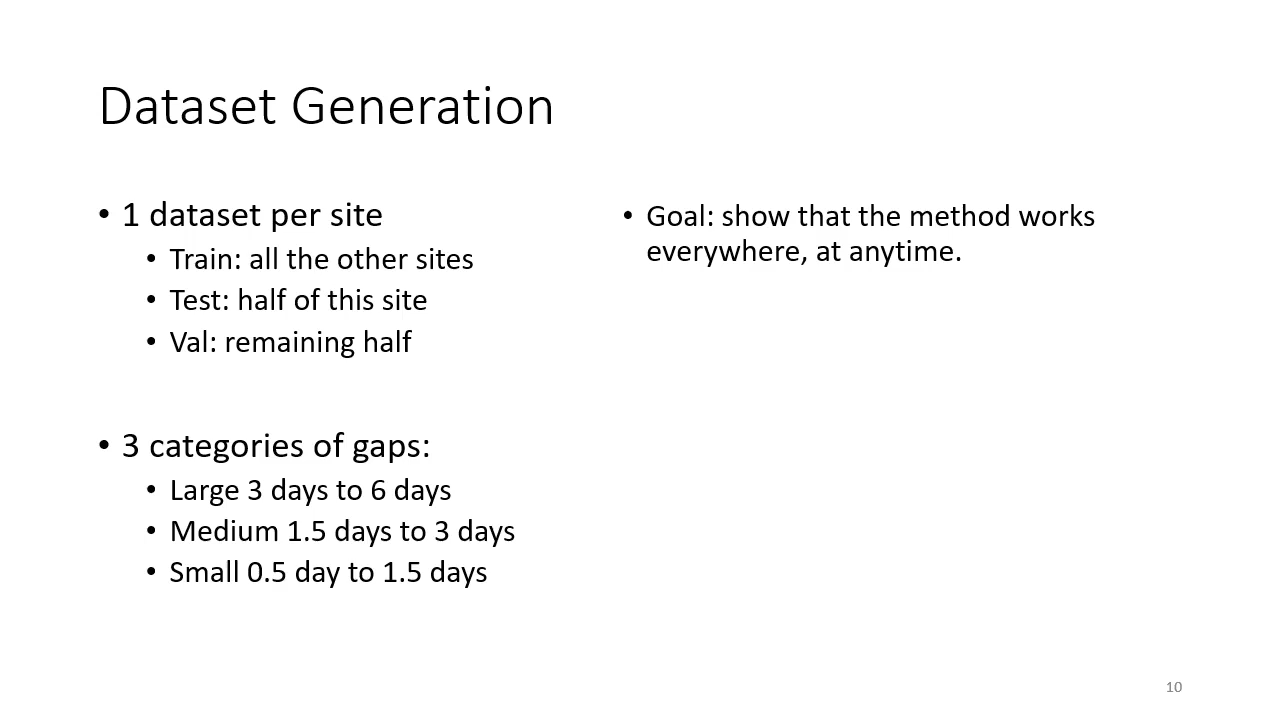 Dataset Generation
• 1 dataset per site
• Train: all the other sites
• Test: half of this site
• Val: remaining half
• 3 categories of gaps:
• Large 3 days to 6 days
• Medium 1.5 days to 3 days
• Small 0.5 day to 1.5 days
• Goal: show that the method works
everywhere, at anytime.
10